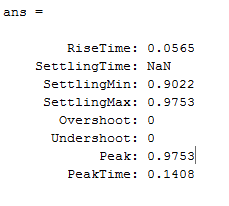 ans =
RiseTime: 0.0565
SettlingTime: NaN
SettlingMin: 0.9022
SettlingMax: 0.9753
Overshoot: 0
Undershoot: 0
Peak: 0.9753
PeakTime: 0.1408